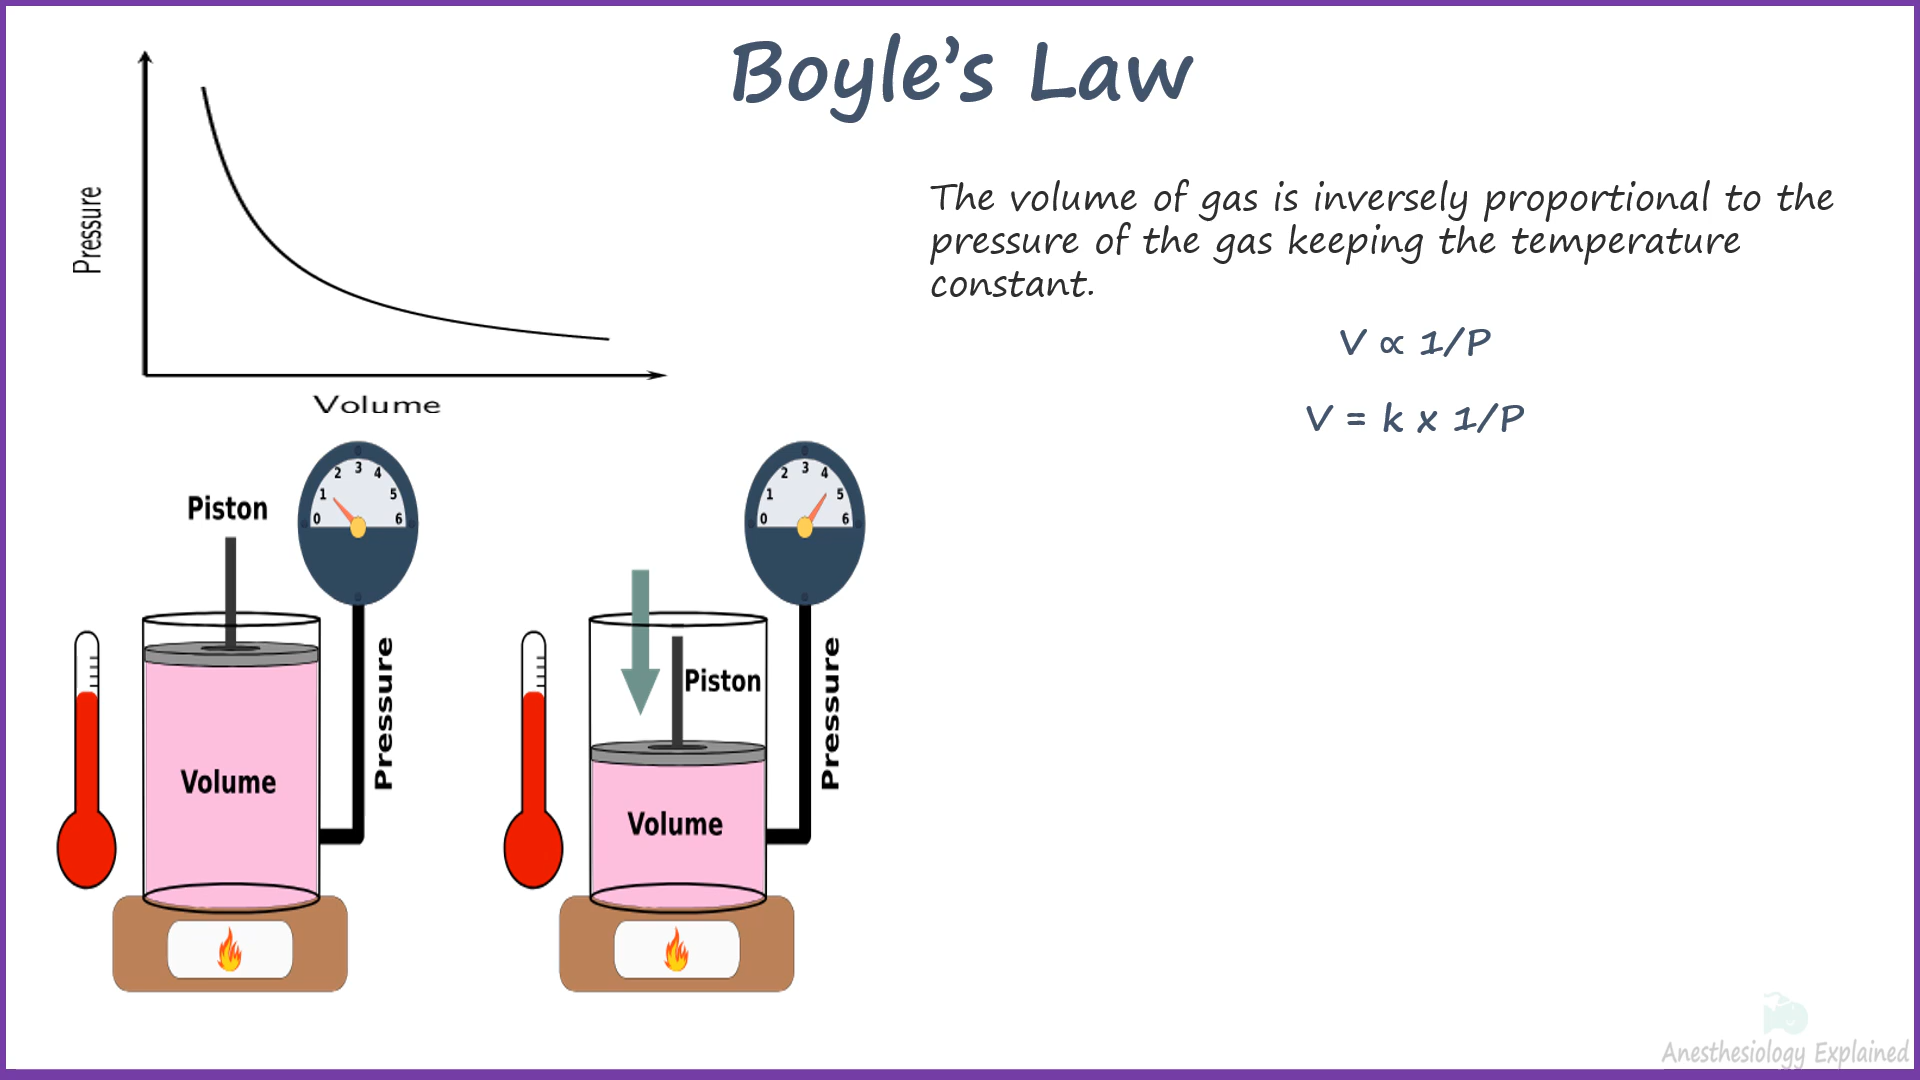 Boyle's Law
Pressure
Volume
The volume of gas is inversely proportional to the
pressure of the gas keeping the temperature
constant.
V ∝ 1/P
V = k x 1/P
Piston
0 1 2 3 4 5 6
Pressure
Volume
0 1 2 3 4 5 6
Piston
Pressure
Volume
Anesthesiology Explained